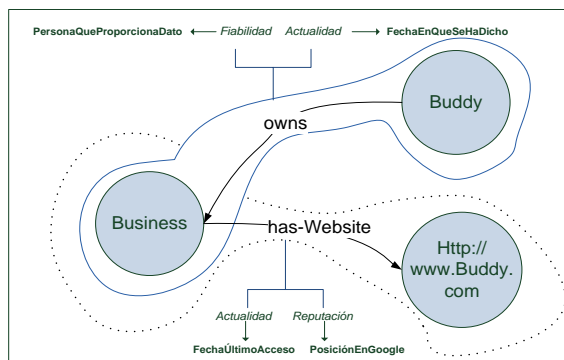 PersonaQueProporcionaDato Fiabilidad Actualidad FechaEnQueSeHaDicho
Buddy
owns
Business
has-Website
Http://
www.Buddy.
com
Actualidad Reputación
FechaÚltimoAcceso PosiciónEnGoogle